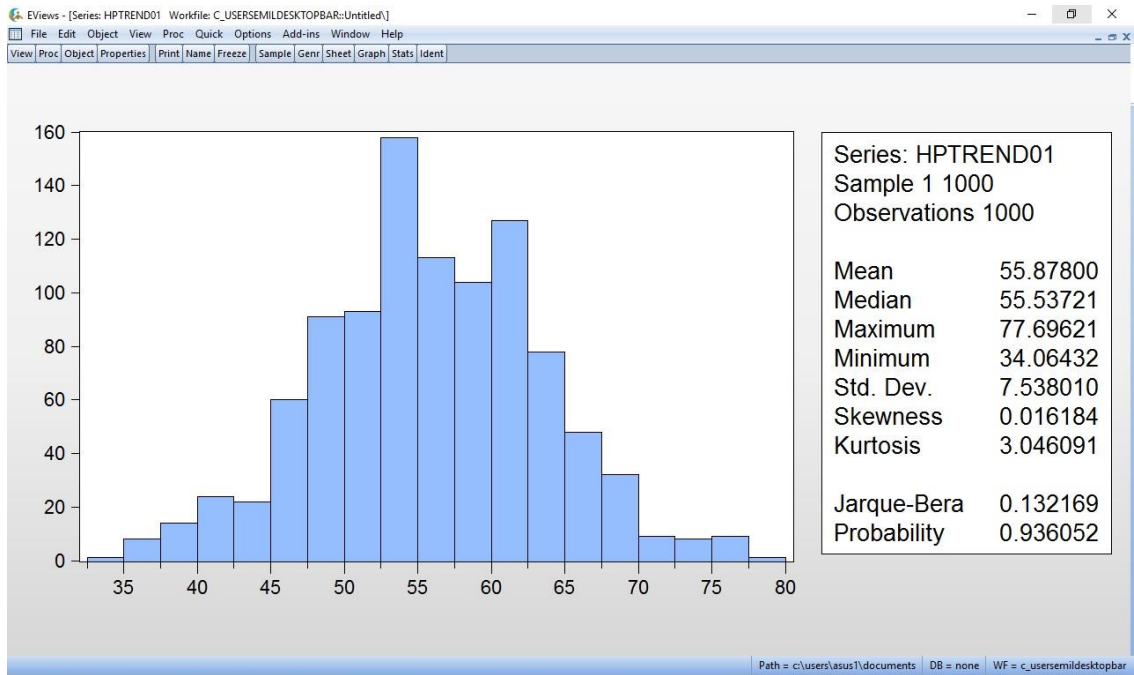 EViews - [Series: HPTREND01 Workfile: C_USERSEMILDESKTOPBAR::Untitled\]
File Edit Object View Proc Quick Options Add-ins Window Help
View Proc Object Properties Print Name Freeze Sample Genr Sheet Graph Stats Ident
160
140
120
100
80
60
40
20
0
35 40 45 50 55 60 65 70 75 80
Series: HPTREND01
Sample 1 1000
Observations 1000
Mean 55.87800
Median 55.53721
Maximum 77.69621
Minimum 34.06432
Std. Dev. 7.538010
Skewness 0.016184
Kurtosis 3.046091
Jarque-Bera 0.132169
Probability 0.936052
Path = c:\users\asus1\documents DB = none WF = c_usersemildesktopbar